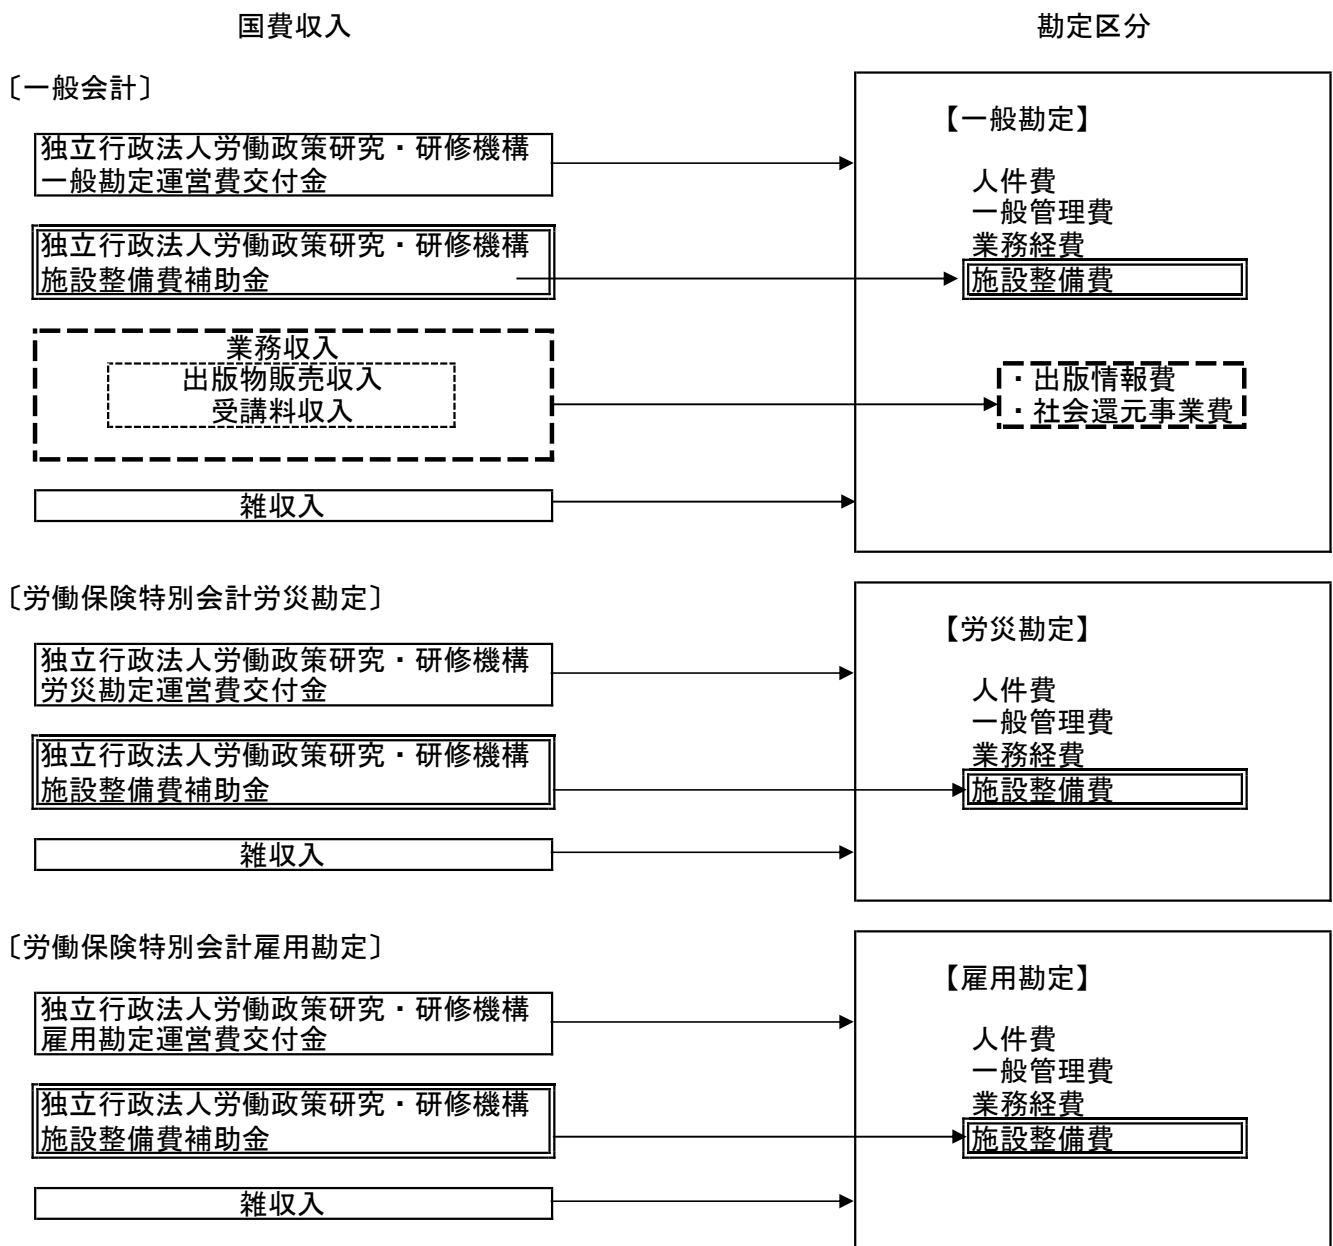 国費収入
勘定区分
〔一般会計〕
【一般勘定】
独立行政法人労働政策研究・研修機構
一般勘定運営費交付金
人件費
一般管理費
独立行政法人労働政策研究・研修機構
業務経費
施設整備費補助金
施設整備費
業務収入
出版物販売収入
・出版情報費
受講料収入
・社会還元事業費
雑収入
〔労働保険特別会計労災勘定〕
【労災勘定】
独立行政法人労働政策研究・研修機構
労災勘定運営費交付金
人件費
一般管理費
独立行政法人労働政策研究・研修機構
業務経費
施設整備費補助金
施設整備費
雑収入
〔労働保険特別会計雇用勘定〕
【雇用勘定】
独立行政法人労働政策研究・研修機構
雇用勘定運営費交付金
人件費
一般管理費
独立行政法人労働政策研究・研修機構
業務経費
施設整備費補助金
施設整備費
雑収入